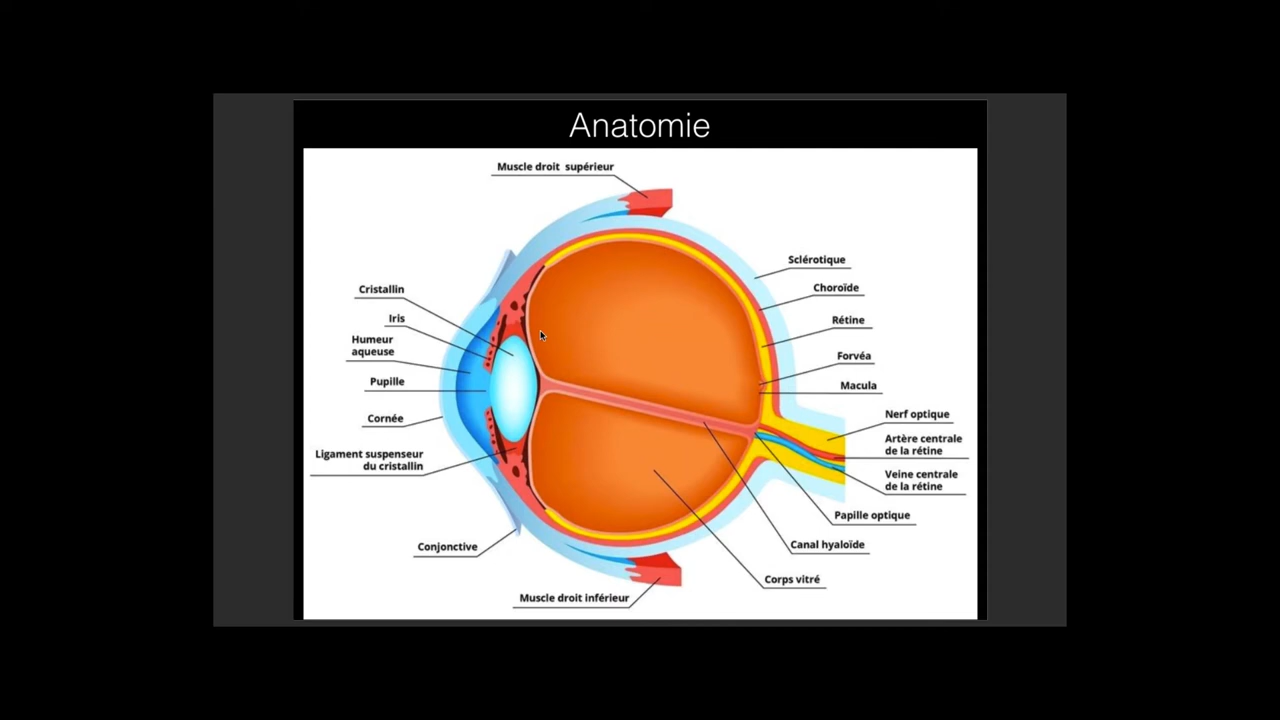 Anatomie
Muscle droit supérieur
Cristallin
Iris
Humeur
aqueuse
Pupille
Cornée
Ligament suspenseur
du cristallin
Conjonctive
Muscle droit inférieur
Sclérotique
Choroïde
Rétine
Forvéa
Macula
Nerf optique
Artère centrale
de la rétine
Veine centrale
de la rétine
Papille optique
Canal hyaloïde
Corps vitré